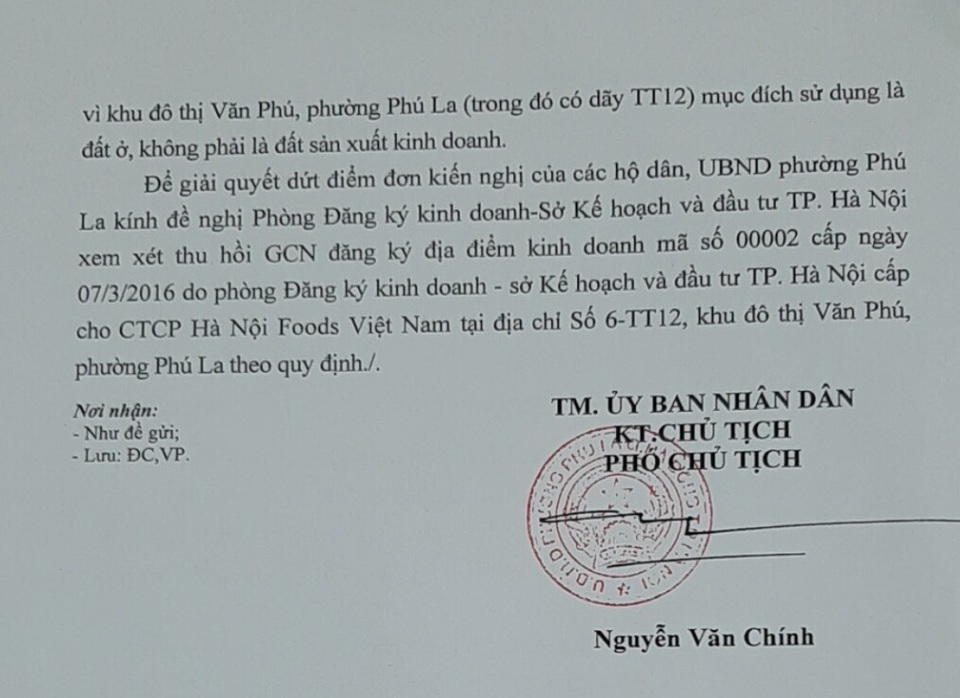 vì khu đô thị Văn Phú, phường Phú La (trong đó có dãy TT12) mục đích sử dụng là
đất ở, không phải là đất sản xuất kinh doanh.
Để giải quyết dứt điểm đơn kiến nghị của các hộ dân, UBND phường Phú
La kính đề nghị Phòng Đăng ký kinh doanh-Sở Kế hoạch và đầu tư TP. Hà Nội
xem xét thu hồi GCN đăng ký địa điểm kinh doanh mã số 00002 cấp ngày
07/3/2016 do phòng Đăng ký kinh doanh - sở Kế hoạch và đầu tư TP. Hà Nội cấp
cho CTCP Hà Nội Foods Việt Nam tại địa chỉ Số 6-TT12, khu đô thị Văn Phú,
phường Phú La theo quy định./.
Nơi nhận:
- Như đề gửi;
- Lưu: ĐC,VP.
TM. ỦY BAN NHÂN DÂN
KT.CHỦ TỊCH
PHÓ CHỦ TỊCH
Nguyễn Văn Chính